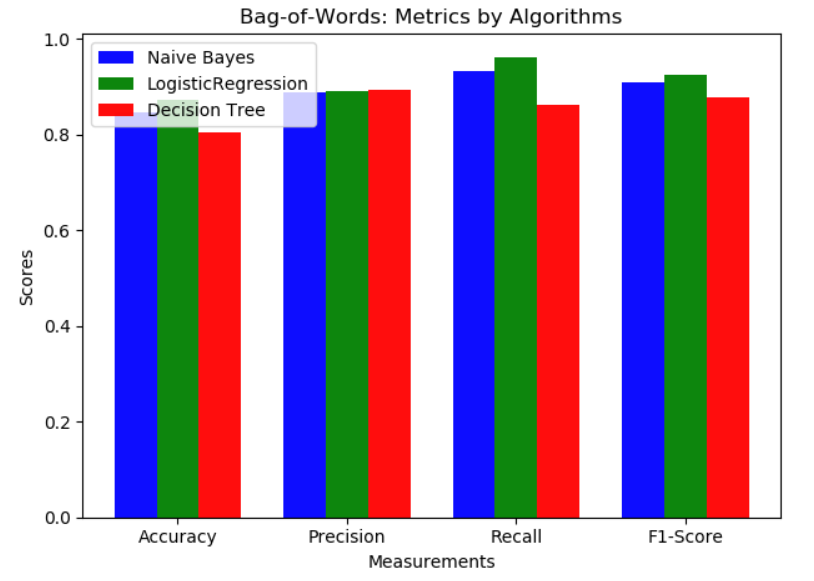 Bag-of-Words: Metrics by Algorithms
Naive Bayes
LogisticRegression
Decision Tree
1.0
0.8
0.6
0.4
0.2
0.0
Scores
Accuracy Precision Recall F1-Score
Measurements